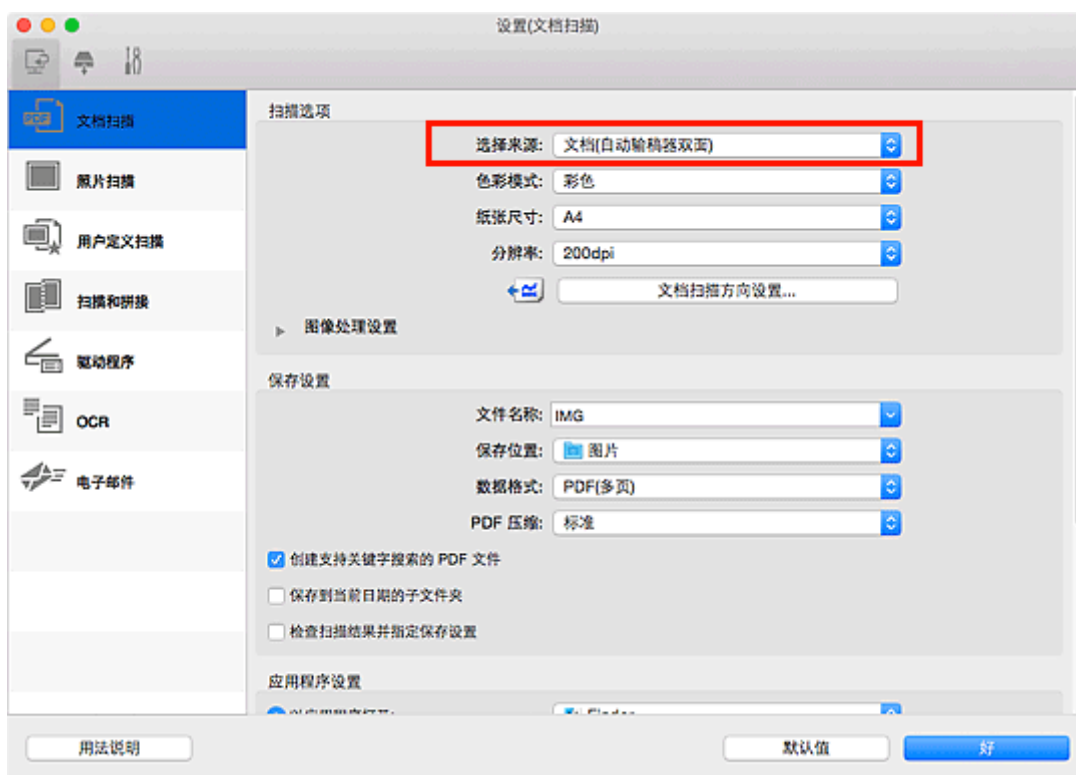 设置(文档扫描)
PDF 文档扫描
照片扫描
用户定义扫描
扫描和拼接
驱动程序
OCR
电子邮件
扫描选项
选择来源: 文档(自动输稿器双面)
色彩模式: 彩色
纸张尺寸: A4
分辨率: 200dpi
文档扫描方向设置...
图像处理设置
保存设置
文件名称: IMG
保存位置: 图片
数据格式: PDF(多页)
PDF 压缩: 标准
创建支持关键字搜索的 PDF 文件
保存到当前日期的子文件夹
检查扫描结果并指定保存设置
应用程序设置
用法说明
默认值
好